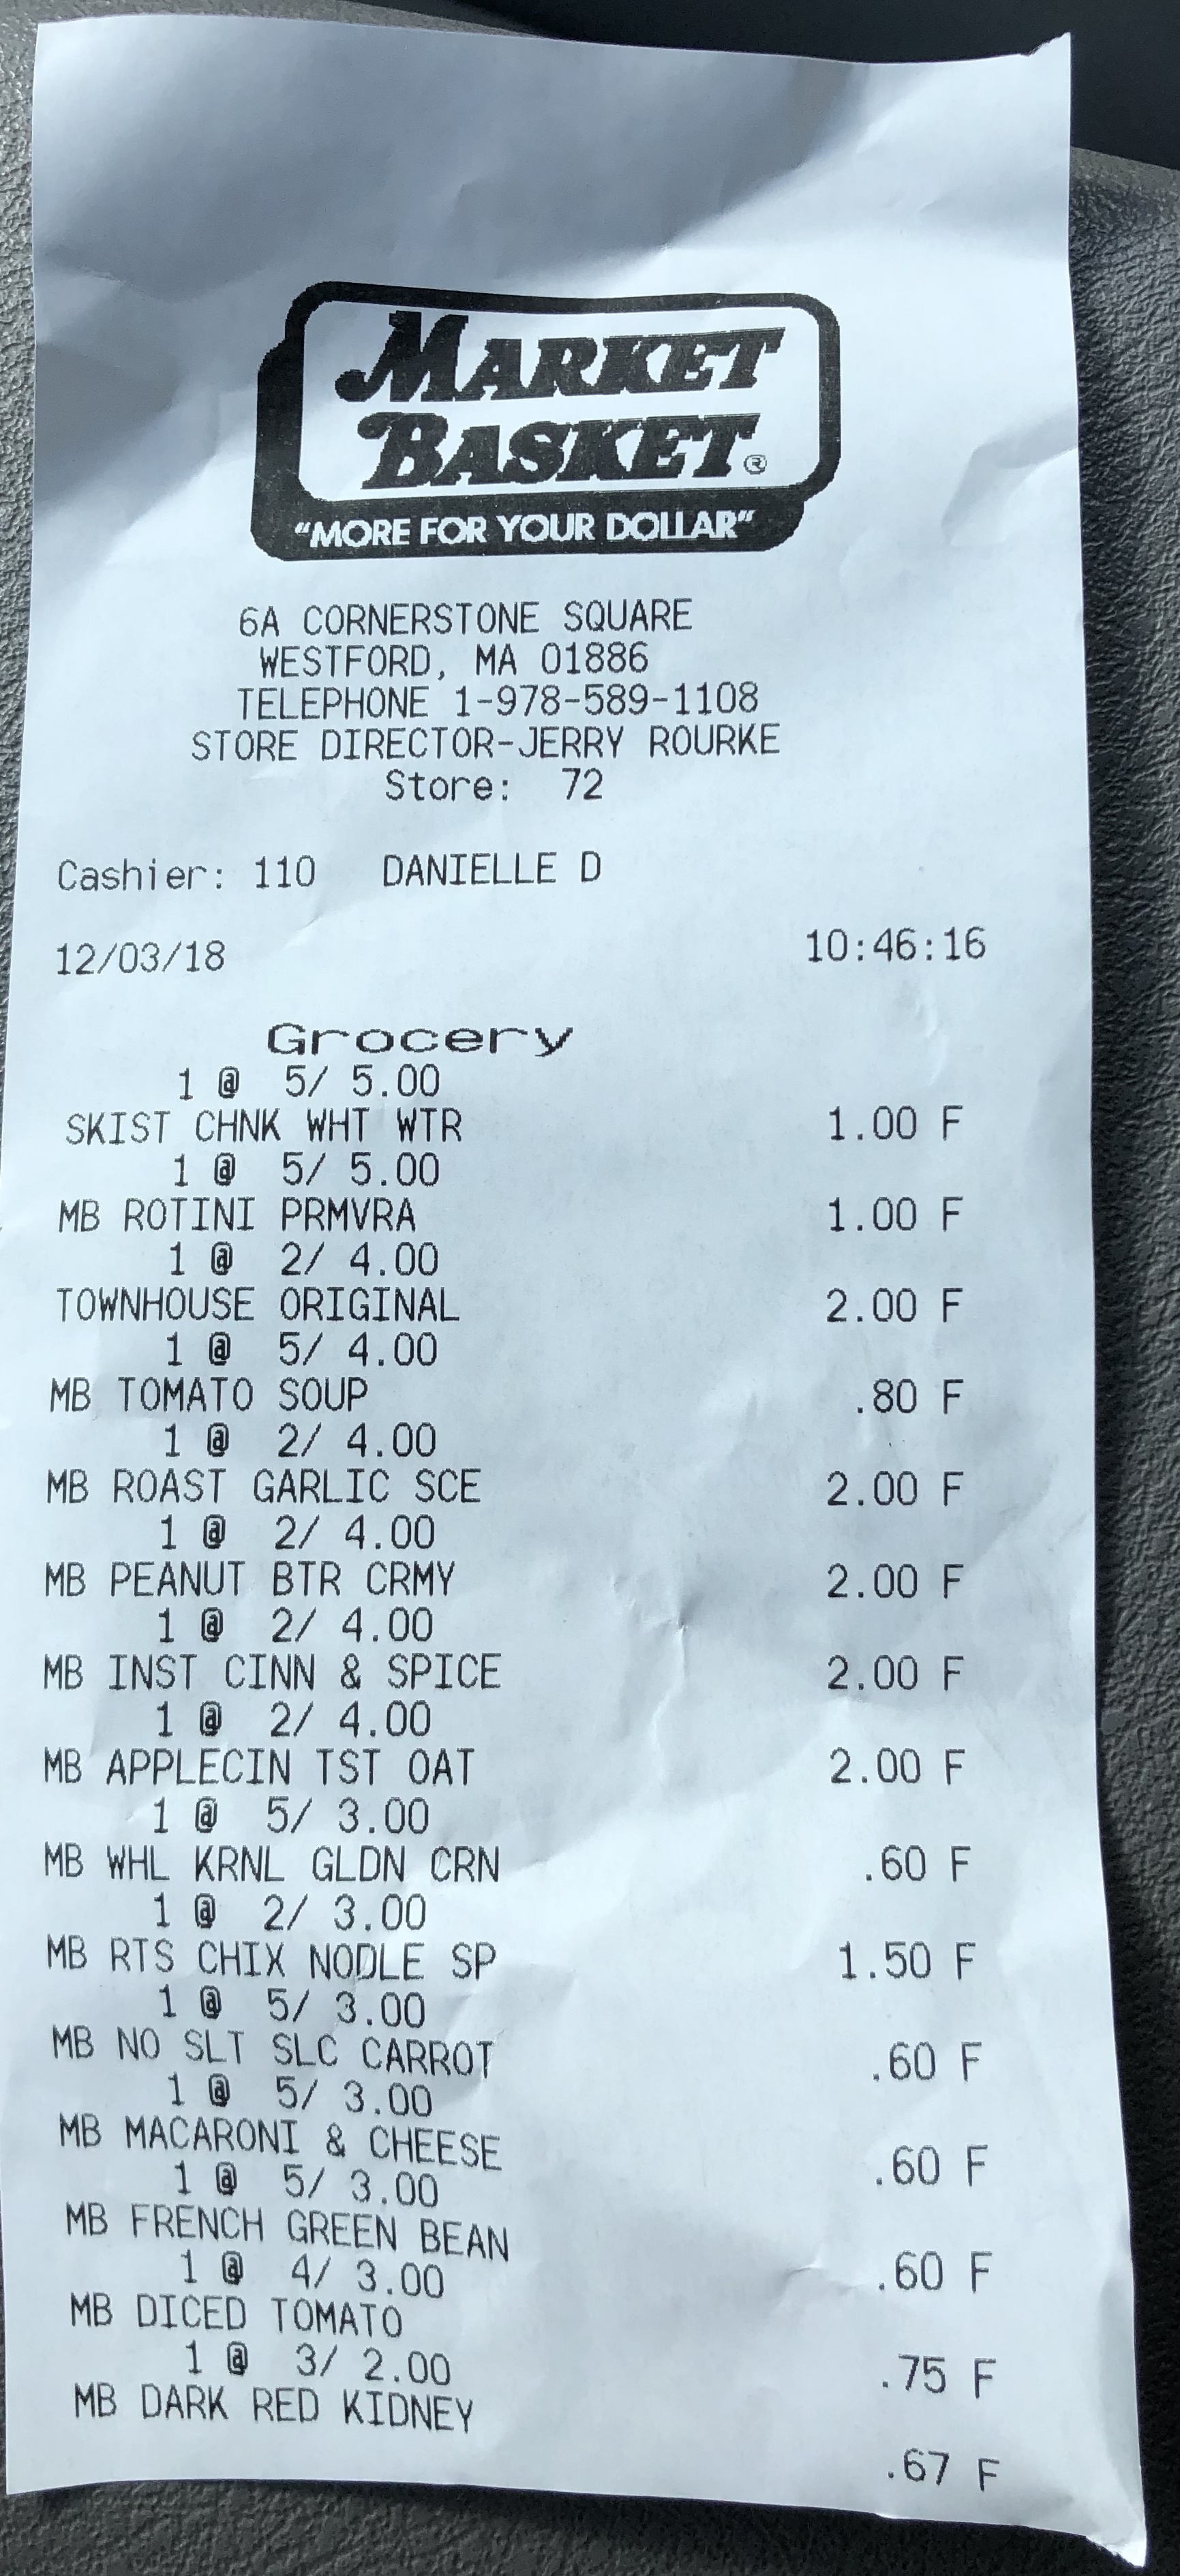 MARKET
BASKET®
"MORE FOR YOUR DOLLAR"
6A CORNERSTONE SQUARE
WESTFORD, MA 01886
TELEPHONE 1-978-589-1108
STORE DIRECTOR-JERRY ROURKE
Store: 72
Cashier: 110 DANIELLE D
12/03/18 10:46:16
Grocery
1 @ 5/ 5.00
SKIST CHNK WHT WTR 1.00 F
1 @ 5/ 5.00
MB ROTINI PRMVRA 1.00 F
1 @ 2/ 4.00
TOWNHOUSE ORIGINAL 2.00 F
1 @ 5/ 4.00
MB TOMATO SOUP .80 F
1 @ 2/ 4.00
MB ROAST GARLIC SCE 2.00 F
1 @ 2/ 4.00
MB PEANUT BTR CRMY 2.00 F
1 @ 2/ 4.00
MB INST CINN & SPICE 2.00 F
1 @ 2/ 4.00
MB APPLECIN TST OAT 2.00 F
1 @ 5/ 3.00
MB WHL KRNL GLDN CRN .60 F
1 @ 2/ 3.00
MB RTS CHIX NODLE SP 1.50 F
1 @ 5/ 3.00
MB NO SLT SLC CARROT .60 F
1 @ 5/ 3.00
MB MACARONI & CHEESE .60 F
1 @ 5/ 3.00
MB FRENCH GREEN BEAN .60 F
1 @ 4/ 3.00
MB DICED TOMATO .75 F
1 @ 3/ 2.00
MB DARK RED KIDNEY .67 F